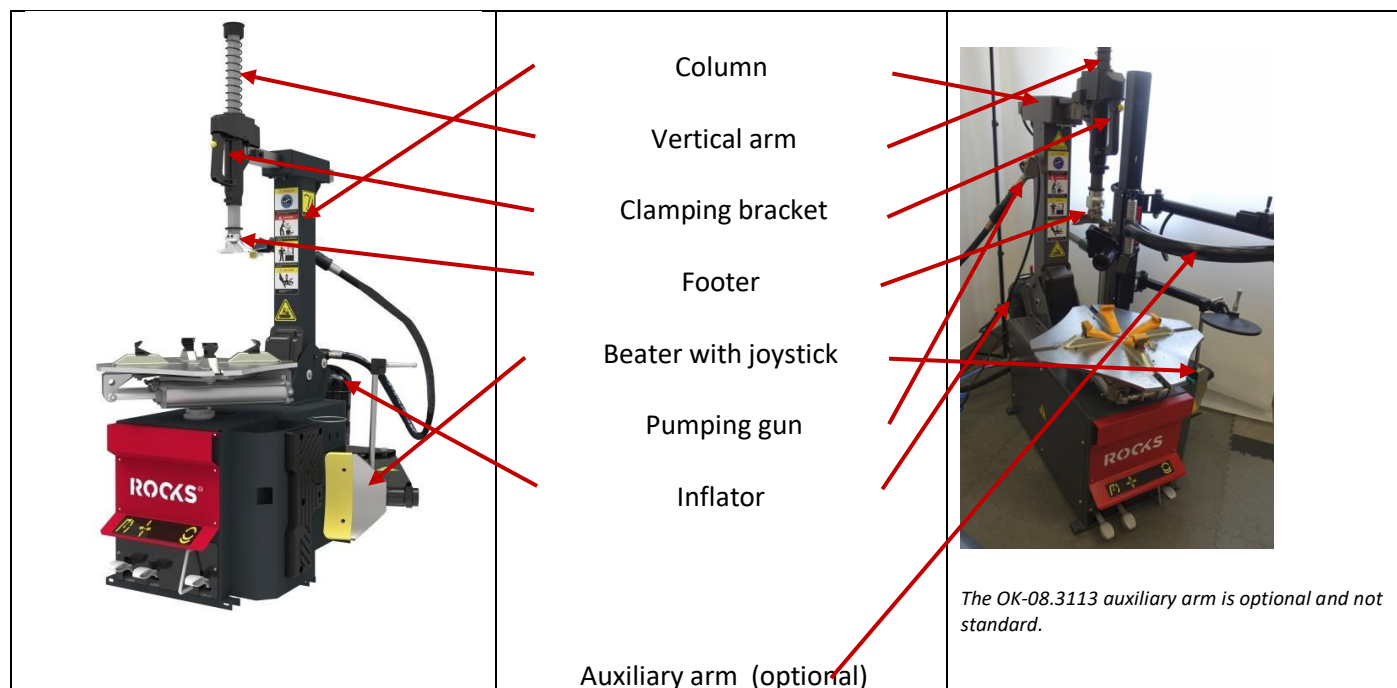 Column
Vertical arm
Clamping bracket
Footer
Beater with joystick
Pumping gun
Inflator
Auxiliary arm (optional)
ROCKS
ROCKS
The OK-08.3113 auxiliary arm is optional and not
standard.